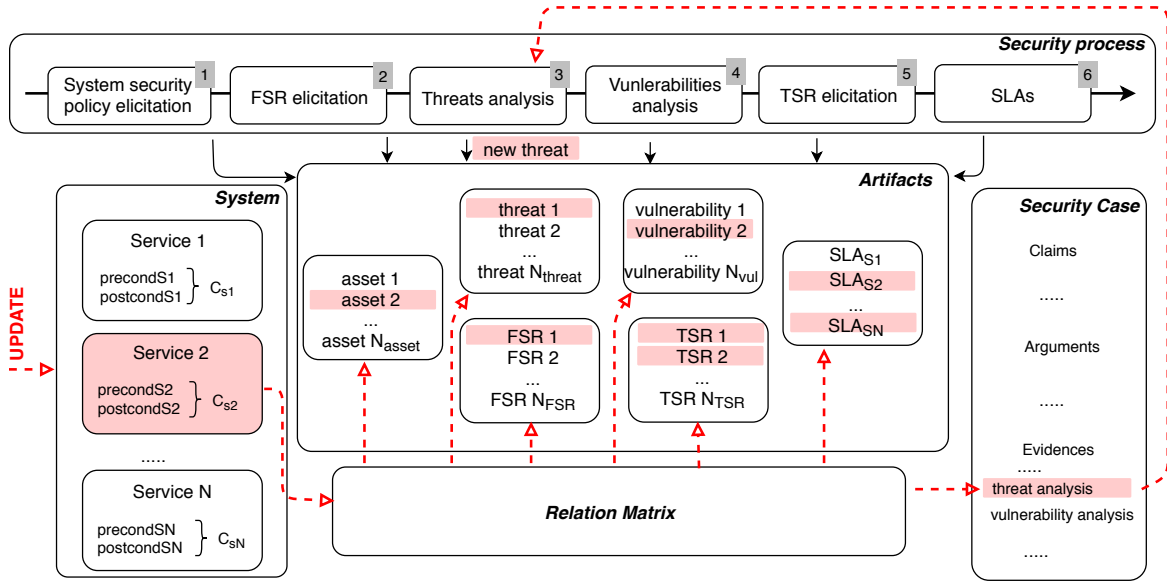 Security process
1
System security
policy elicitation
2
FSR elicitation
3
Threats analysis
4
Vunlerabilities
analysis
5
TSR elicitation
6
SLAs
new threat
System
Service 1
precondS1
postcondS1
Cs1
UPDATE
Service 2
precondS2
postcondS2
Cs2
.....
Service N
precondSN
postcondSN
CsN
Artifacts
asset 1
asset 2
...
asset Nasset
threat 1
threat 2
...
threat Nthreat
FSR 1
FSR 2
...
FSR NFSR
vulnerability 1
vulnerability 2
...
vulnerability Nvul
TSR 1
TSR 2
...
TSR NTSR
SLAS1
SLAS2
...
SLASN
Relation Matrix
Security Case
Claims
.....
Arguments
.....
Evidences
.....
threat analysis
vulnerability analysis
.....